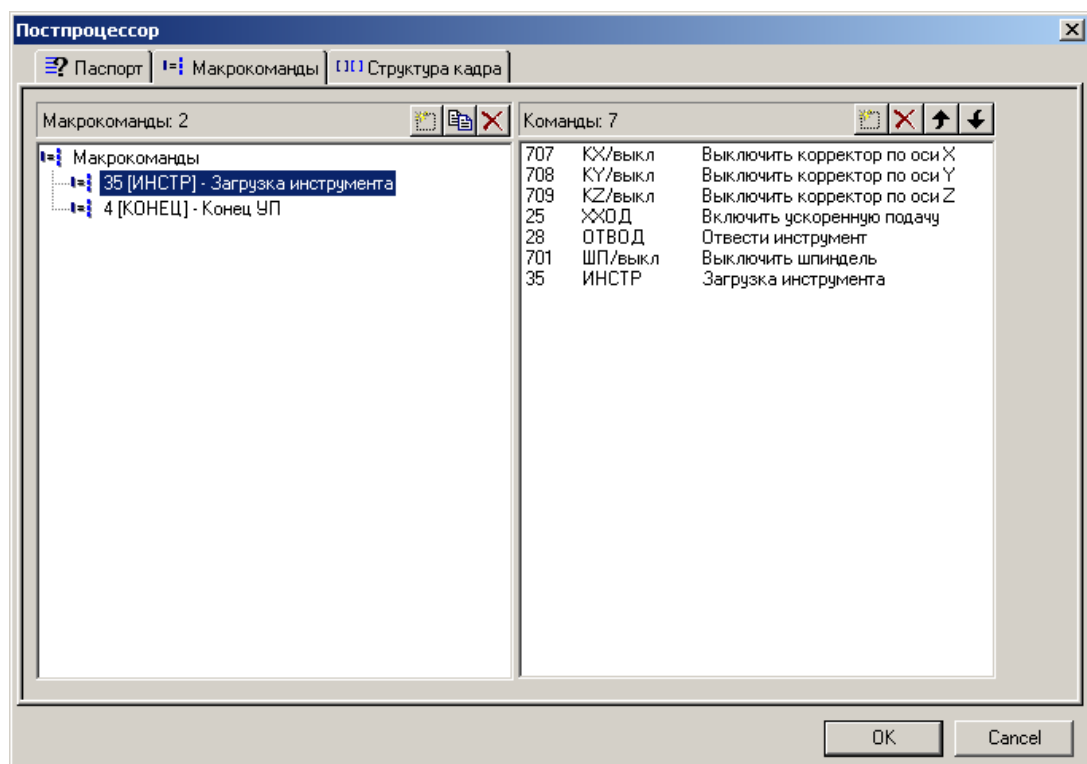 Постпроцессор
Паспорт Макрокоманды Структура кадра
Макрокоманды: 2
Макрокоманды
35 [ИНСТР] - Загрузка инструмента
4 [КОНЕЦ] - Конец УП
Команды: 7
707 KX/выкл Выключить корректор по оси X
708 KY/выкл Выключить корректор по оси Y
709 KZ/выкл Выключить корректор по оси Z
25 ХХОД Включить ускоренную подачу
28 ОТВОД Отвести инструмент
701 ШП/выкл Выключить шпиндель
35 ИНСТР Загрузка инструмента
OK Cancel